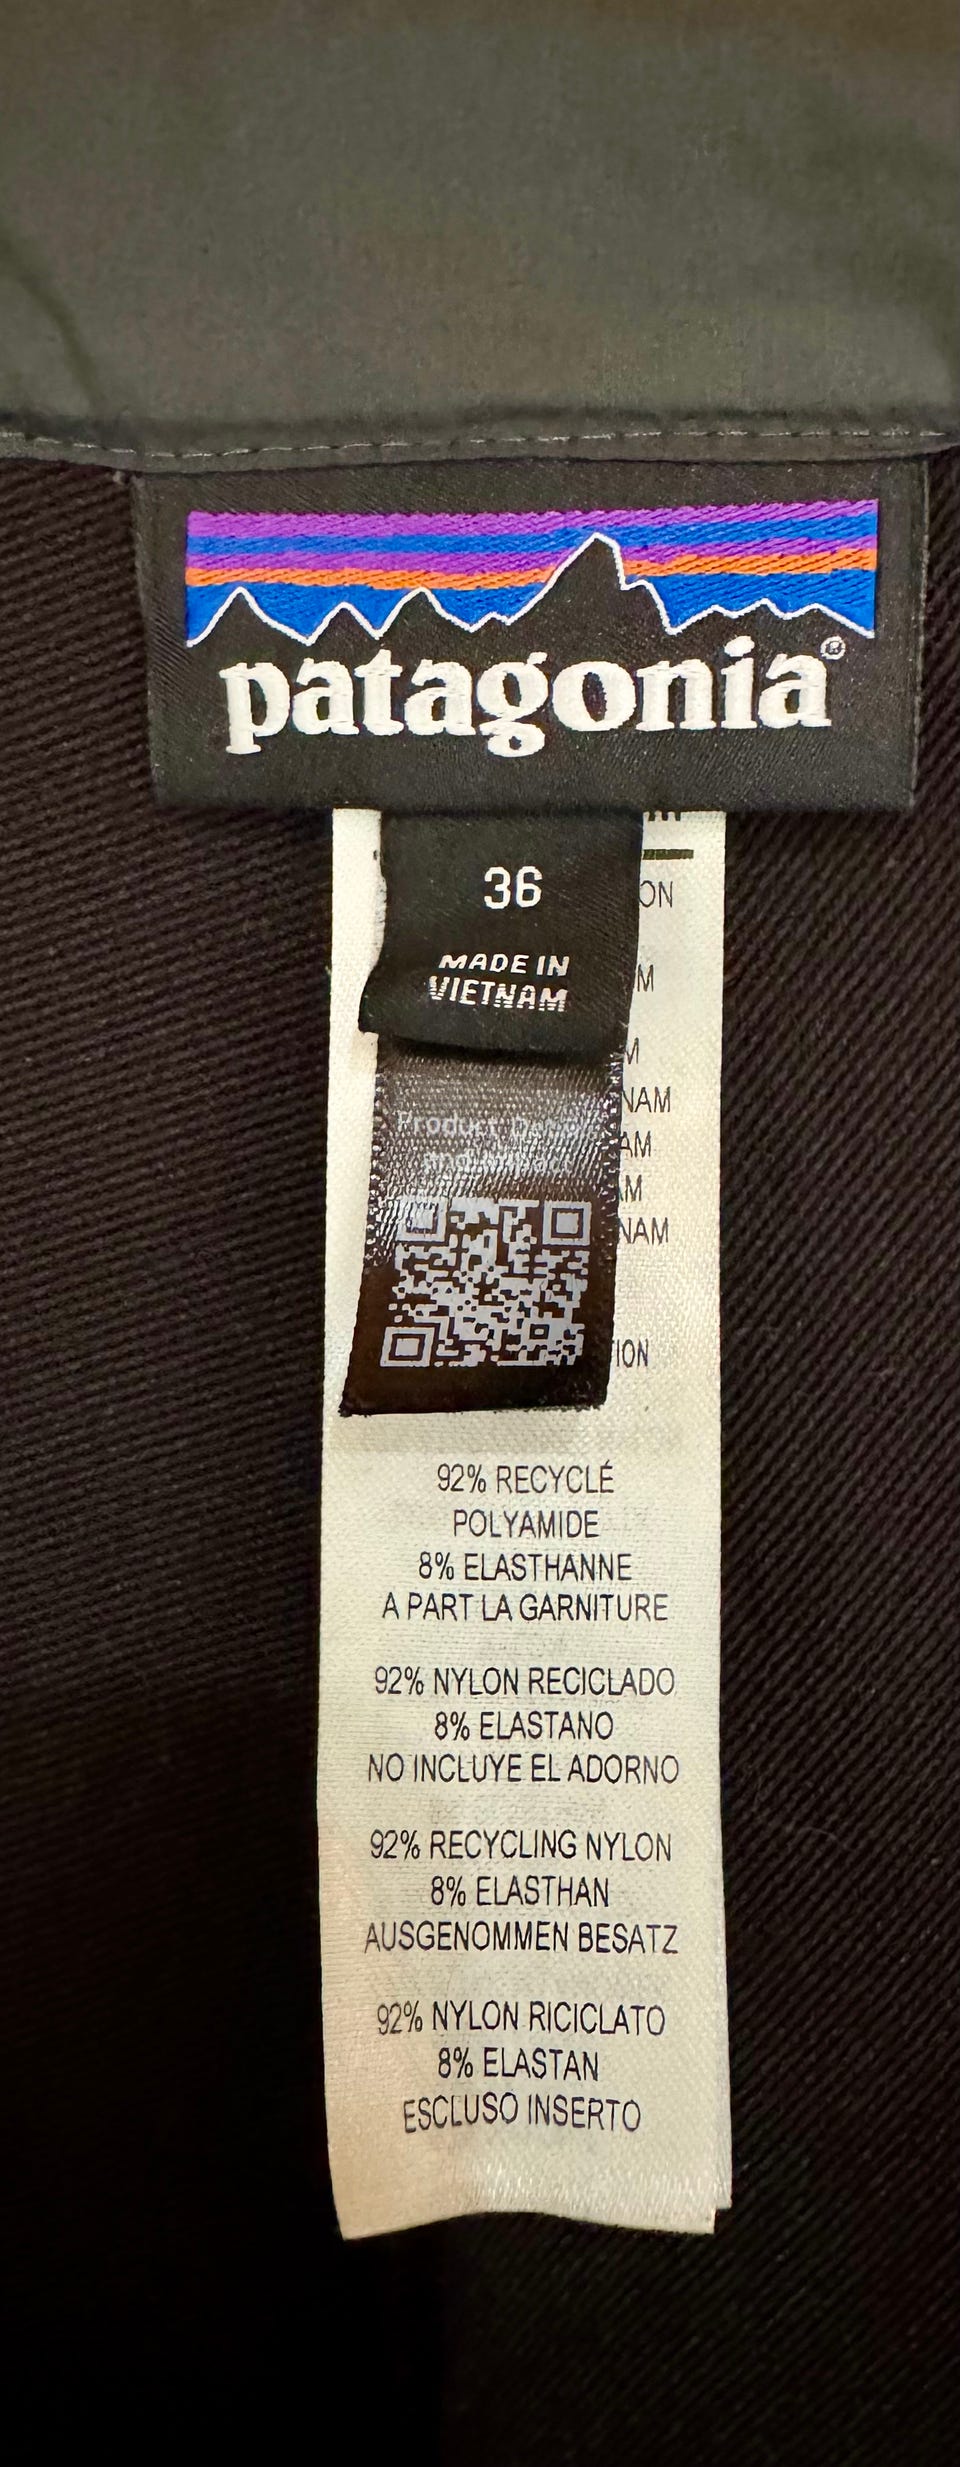 patagonia®
36
MADE IN
VIETNAM
Product
92% RECYCLÉ
POLYAMIDE
8% ELASTHANNE
A PART LA GARNITURE
92% NYLON RECICLADO
8% ELASTANO
NO INCLUYE EL ADORNO
92% RECYCLING NYLON
8% ELASTHAN
AUSGENOMMEN BESATZ
92% NYLON RICICLATO
8% ELASTAN
ESCLUSO INSERTO